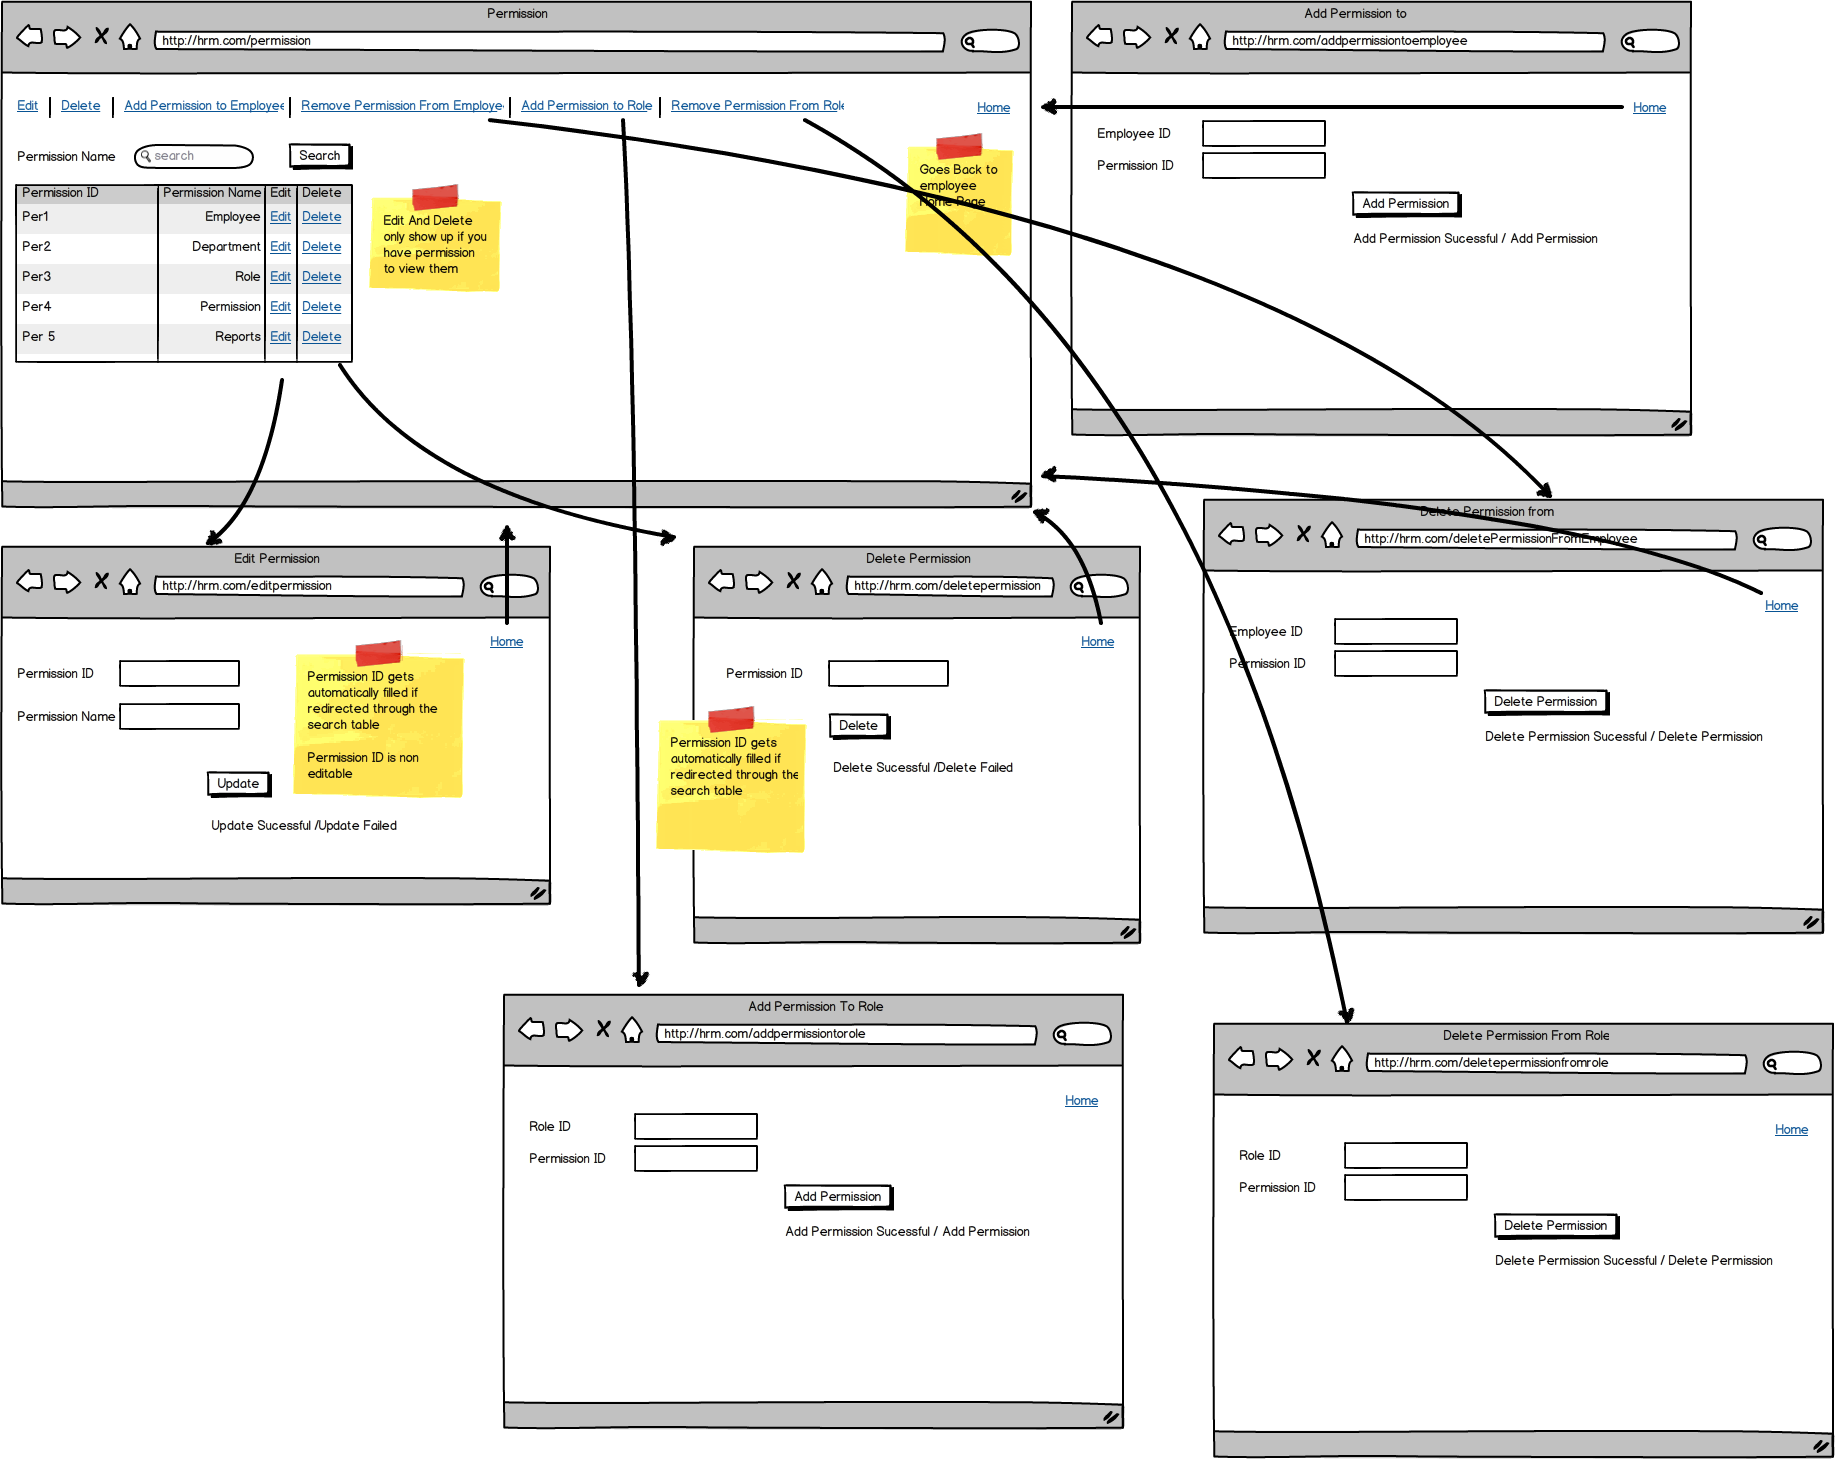 Permission
http://hrm.com/permission
Edit
Delete
Add Permission to Employee
Remove Permission From Employe
Add Permission to Role
Remove Permission From Role
Home
Permission Name
search
Search
Permission ID Permission Name Edit Delete
Per1 Employee Edit Delete
Per2 Department Edit Delete
Per3 Role Edit Delete
Per4 Permission Edit Delete
Per 5 Reports Edit Delete
Edit And Delete
only show up if you
have permission
to view them
Goes Back to
employee
Home Page
Add Permission to
http://hrm.com/addpermissiontoemployee
Home
Employee ID
Permission ID
Add Permission
Add Permission Sucessful / Add Permission
Edit Permission
http://hrm.com/editpermission
Home
Permission ID
Permission Name
Permission ID gets
automatically filled if
redirected through the
search table
Permission ID is non
editable
Update
Update Sucessful /Update Failed
Delete Permission
http://hrm.com/deletepermission
Home
Permission ID
Delete
Permission ID gets
automatically filled if
redirected through the
search table
Delete Sucessful /Delete Failed
Delete Permission from
http://hrm.com/deletePermissionFromEmployee
Home
Employee ID
Permission ID
Delete Permission
Delete Permission Sucessful / Delete Permission
Add Permission To Role
http://hrm.com/addpermissiontorole
Home
Role ID
Permission ID
Add Permission
Add Permission Sucessful / Add Permission
Delete Permission From Role
http://hrm.com/deletepermissionfromrole
Home
Role ID
Permission ID
Delete Permission
Delete Permission Sucessful / Delete Permission